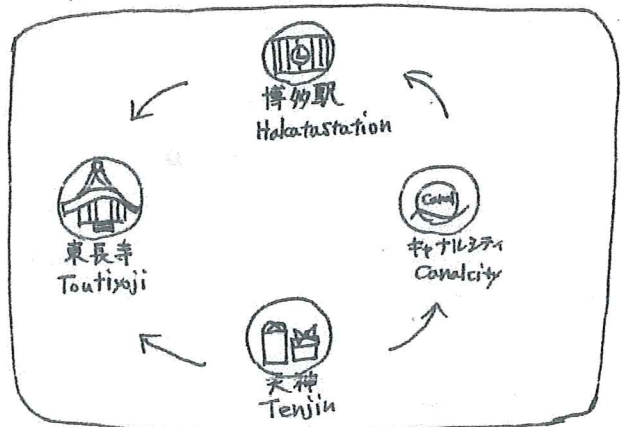 博多駅
Hakatastation
東長寺
Toutiyoji
Canal
キャナルシティ
Canalcity
天神
Tenjin